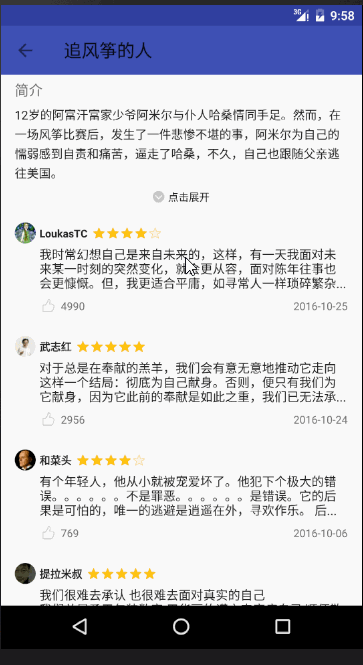 3G 9:58
追风筝的人
简介
12岁的阿富汗富家少爷阿米尔与仆人哈桑情同手足。然而，在
一场风筝比赛后，发生了一件悲惨不堪的事，阿米尔为自己的
懦弱感到自责和痛苦，逼走了哈桑，不久，自己也跟随父亲逃
往美国。
点击展开
LoukasTC
我时常幻想自己是来自未来的，这样，有一天我面对未
来某一时刻的突然变化，就会更从容，面对陈年往事也
会更慷慨。但，我更适合平庸，如寻常人一样琐碎繁杂...
4990 2016-10-25
武志红
对于总是在奉献的羔羊，我们会有意无意地推动它走向
这样一个结局：彻底为自己献身。否则，便只有我们为
它献身，因为它此前的奉献是如此之重，我们已无法承...
2956 2016-10-24
和菜头
有个年轻人，他从小就被宠爱坏了。他犯下个极大的错
误。。。。。。不是罪恶。。。。。。是错误。它的后
果是可怕的，唯一的逃避是逍遥在外，寻欢作乐。 后...
769 2016-10-06
提拉米叔
我们很难去承认 也很难去面对真实的自己